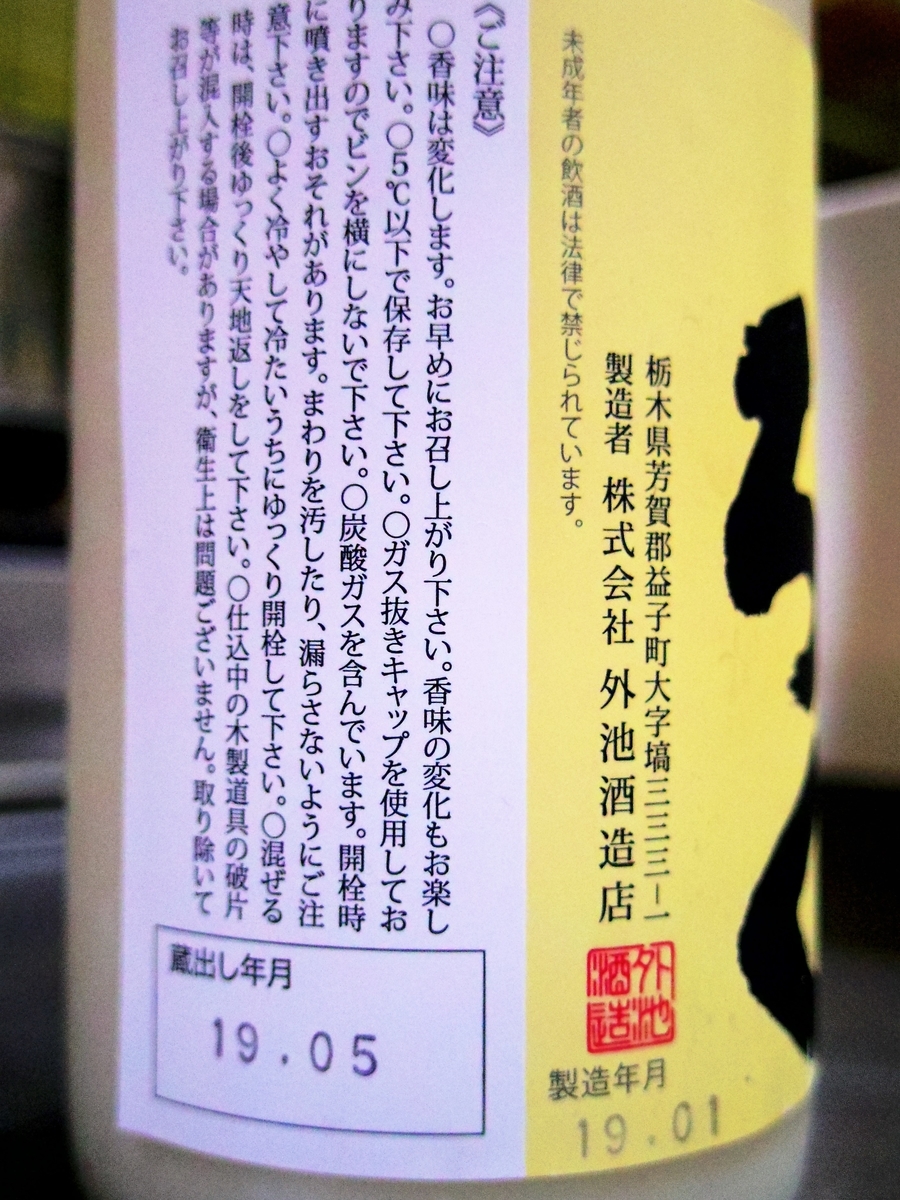 栃木県芳賀郡益子町大字塙三三三ー一
製造者 株式会社 外池酒造店
外池
酒造
製造年月
19.01
未成年者の飲酒は法律で禁じられています。
《ご注意》
○香味は変化します。お早めにお召し上がり下さい。香味の変化もお楽し
み下さい。○5℃以下で保存して下さい。○ガス抜きキャップを使用してお
りますのでビンを横にしないで下さい。○炭酸ガスを含んでいます。開栓時
に噴き出すおそれがあります。まわりを汚したり、漏らさないようにご注
意下さい。○よく冷やして冷たいうちにゆっくり開栓して下さい。○混ぜる
時は、開栓後ゆっくり天地返しをして下さい。○仕込中の木製道具の破片
等が混入する場合がありますが、衛生上は問題ございません。取り除いて
お召し上がり下さい。
蔵出し年月
19.05